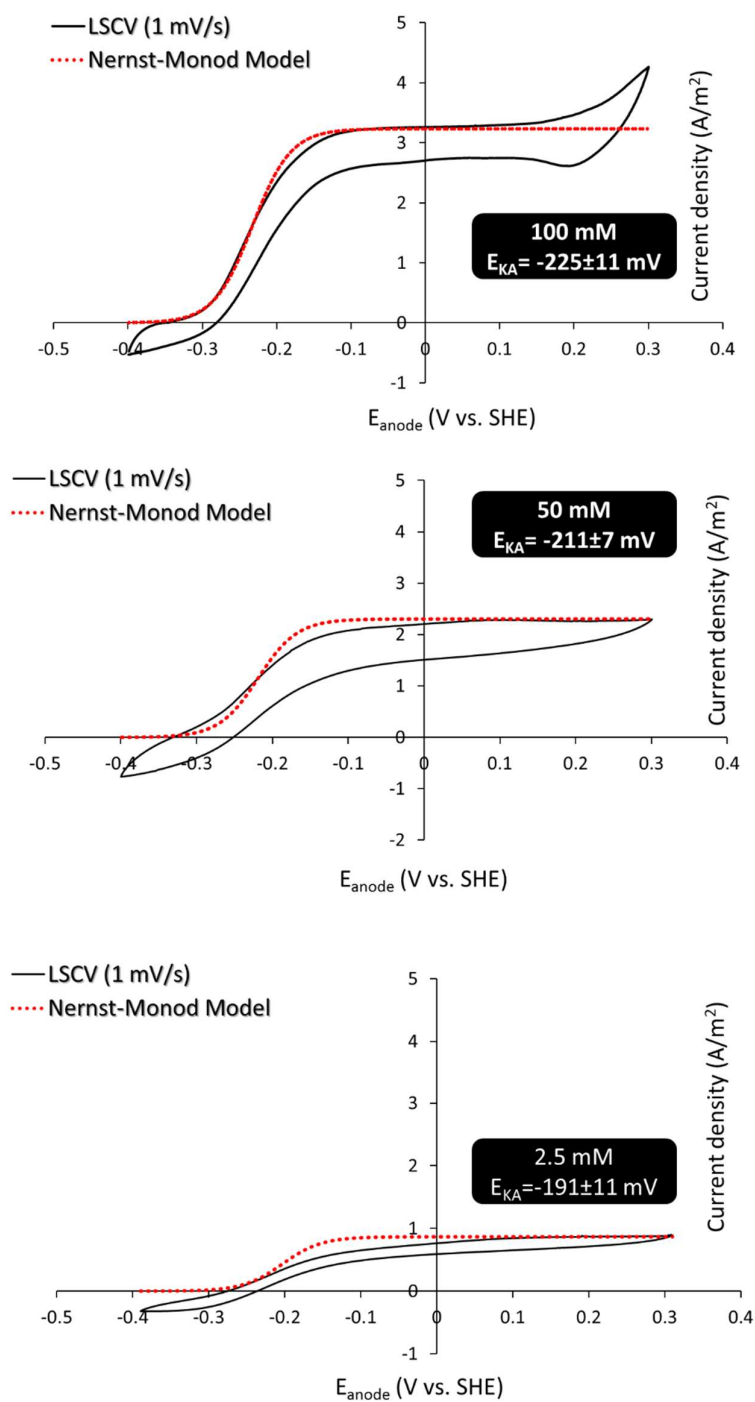 LSCV (1 mV/s)
Nernst-Monod Model
5
4
3
2
1
0
-1
-0.5
-0.4
-0.3
-0.2
-0.1
0
0.1
0.2
0.3
0.4
Current density (A/m²)
100 mM
E_KA= -225±11 mV
E_anode (V vs. SHE)
LSCV (1 mV/s)
Nernst-Monod Model
5
4
3
2
1
0
-1
-2
-0.5
-0.4
-0.3
-0.2
-0.1
0
0.1
0.2
0.3
0.4
Current density (A/m²)
50 mM
E_KA= -211±7 mV
E_anode (V vs. SHE)
LSCV (1 mV/s)
Nernst-Monod Model
5
4
3
2
1
0
-1
-0.5
-0.4
-0.3
-0.2
-0.1
0
0.1
0.2
0.3
0.4
Current density (A/m²)
2.5 mM
E_KA=-191±11 mV
E_anode (V vs. SHE)